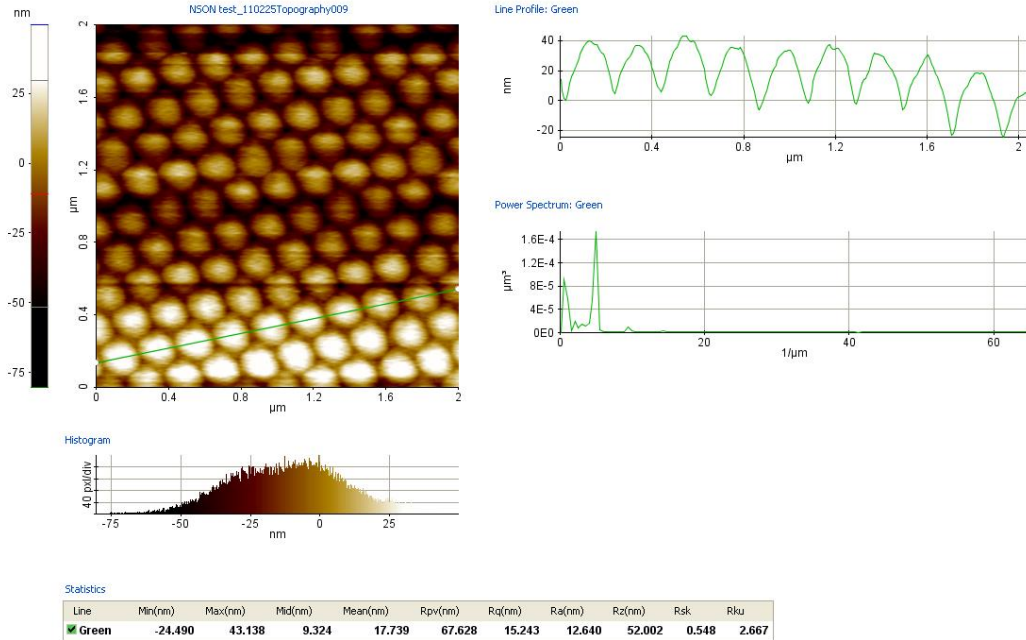 nm
NSON test_110225Topography009
25
0
-25
-50
-75
2
1.6
1.2
µm
0.8
0.4
0
0 0.4 0.8 1.2 1.6 2
µm
Line Profile: Green
nm
40
20
0
-20
0 0.4 0.8 1.2 1.6 2
µm
Power Spectrum: Green
µm³
1.6E-4
1.2E-4
8E-5
4E-5
0E0
0 20 40 60
1/µm
Histogram
40 pxl/div
-75 -50 -25 0 25
nm
Statistics
Line Min(nm) Max(nm) Mid(nm) Mean(nm) Rpv(nm) Rq(nm) Ra(nm) Rz(nm) Rsk Rku
Green -24.490 43.138 9.324 17.739 67.628 15.243 12.640 52.002 0.548 2.667